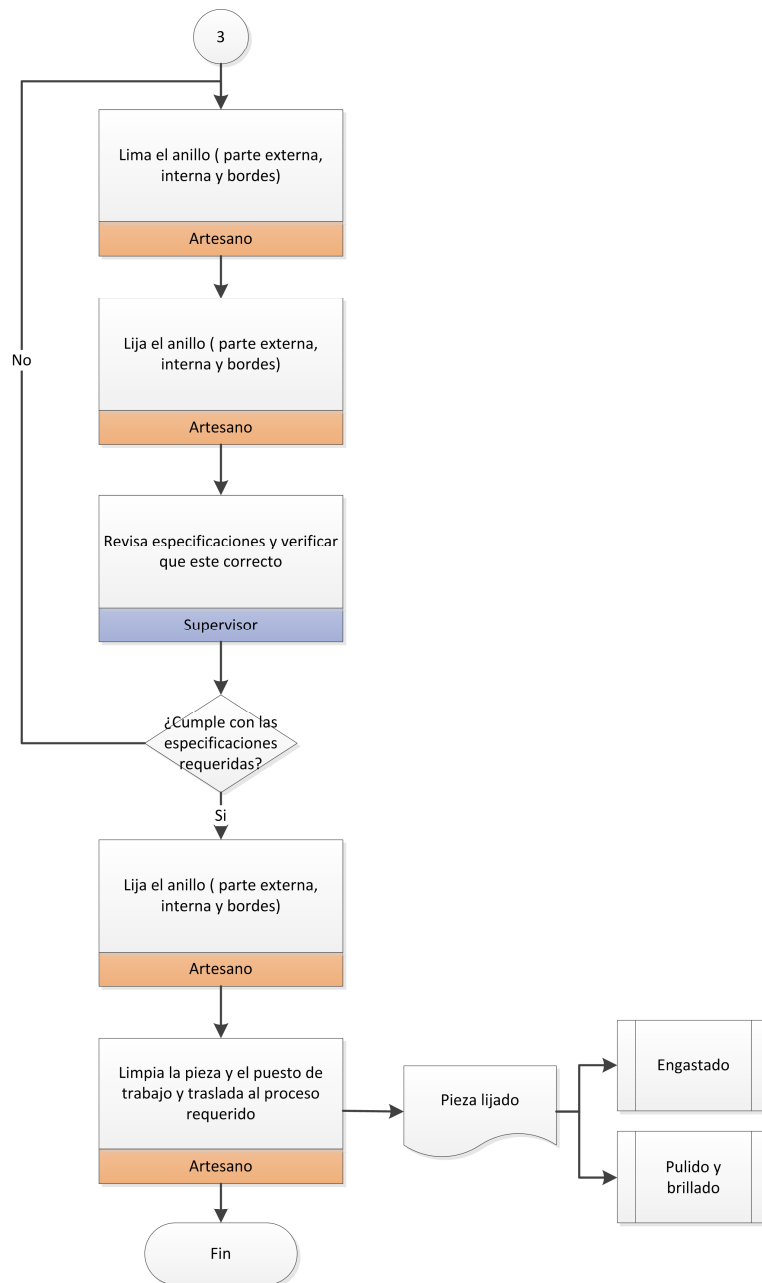 3
Lima el anillo ( parte externa,
interna y bordes)
Artesano
Lija el anillo ( parte externa,
interna y bordes)
Artesano
No
Revisa especificaciones y verificar
que este correcto
Supervisor
¿Cumple con las
especificaciones
requeridas?
Si
Lija el anillo ( parte externa,
interna y bordes)
Artesano
Limpia la pieza y el puesto de
trabajo y traslada al proceso
requerido
Artesano
Pieza lijado
Engastado
Pulido y
brillado
Fin